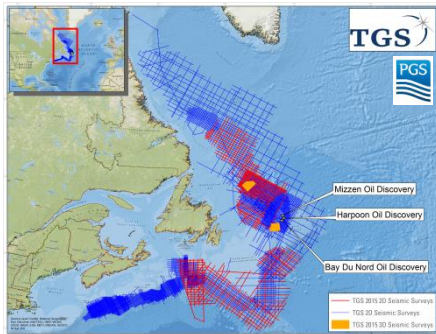 TGS
PGS
Mizzen Oil Discovery
Harpoon Oil Discovery
Bay Du Nord Oil Discovery
TGS 2015 2D Seismic Surveys
TGS 2D Seismic Surveys
TGS 2015 3D Seismic Surveys